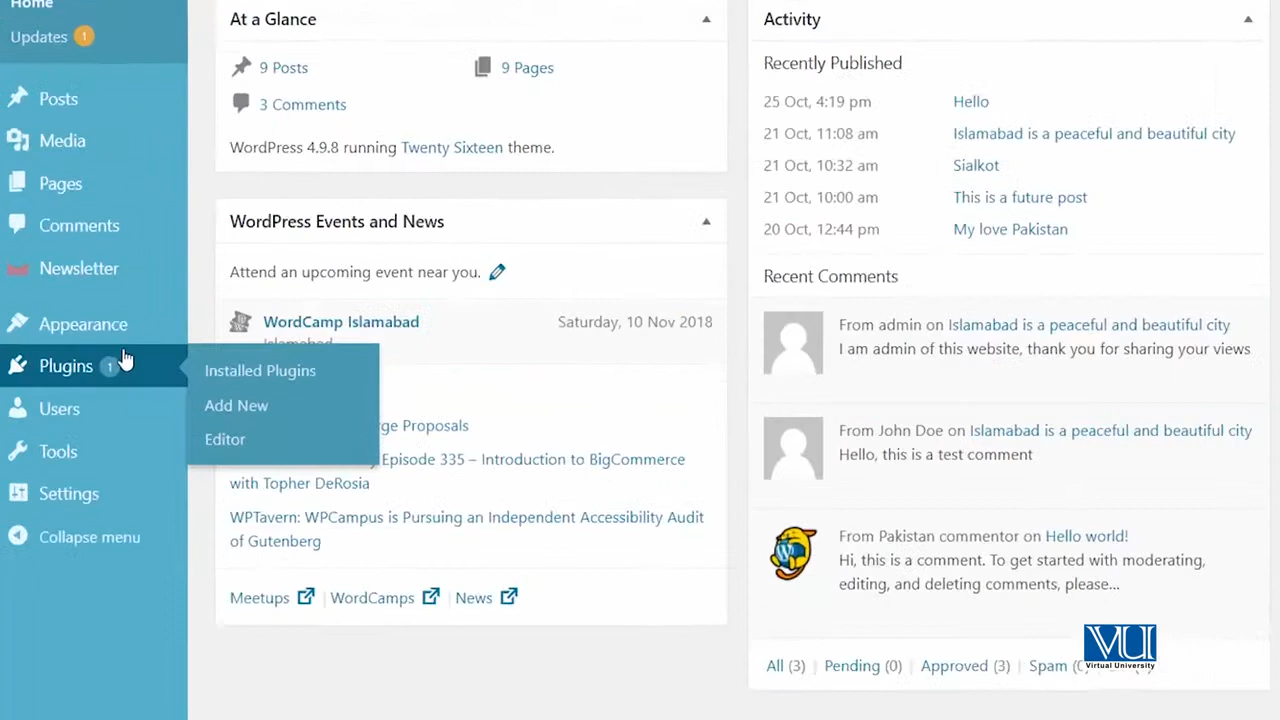 Home
Updates 1
Posts
Media
Pages
Comments
Newsletter
Appearance
Plugins 1
Users
Tools
Settings
Collapse menu
Installed Plugins
Add New
Editor
At a Glance
9 Posts
9 Pages
3 Comments
WordPress 4.9.8 running Twenty Sixteen theme.
WordPress Events and News
Attend an upcoming event near you.
WordCamp Islamabad
Saturday, 10 Nov 2018
Islamabad
Proposals
Episode 335 – Introduction to BigCommerce
with Topher DeRosia
WPTavern: WPCampus is Pursuing an Independent Accessibility Audit
of Gutenberg
Meetups | WordCamps | News
Activity
Recently Published
25 Oct, 4:19 pm Hello
21 Oct, 11:08 am Islamabad is a peaceful and beautiful city
21 Oct, 10:32 am Sialkot
21 Oct, 10:00 am This is a future post
20 Oct, 12:44 pm My love Pakistan
Recent Comments
From admin on Islamabad is a peaceful and beautiful city
I am admin of this website, thank you for sharing your views
From John Doe on Islamabad is a peaceful and beautiful city
Hello, this is a test comment
From Pakistan commentor on Hello world!
Hi, this is a comment. To get started with moderating,
editing, and deleting comments, please...
All (3) | Pending (0) | Approved (3) | Spam
VU
Virtual University